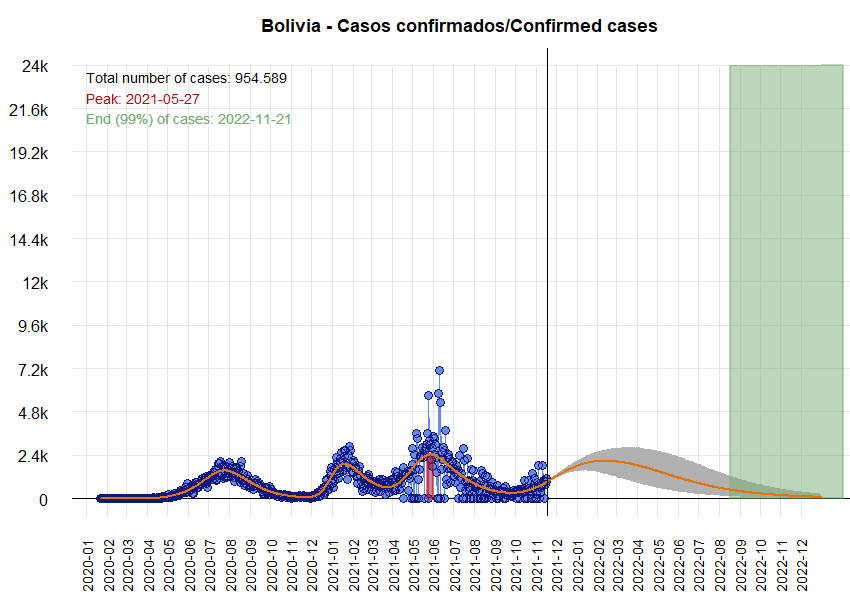 Bolivia - Casos confirmados/Confirmed cases
Total number of cases: 954.589
Peak: 2021-05-27
End (99%) of cases: 2022-11-21
24k
21.6k
19.2k
16.8k
14.4k
12k
9.6k
7.2k
4.8k
2.4k
0
2020-01
2020-02
2020-03
2020-04
2020-05
2020-06
2020-07
2020-08
2020-09
2020-10
2020-11
2020-12
2021-01
2021-02
2021-03
2021-04
2021-05
2021-06
2021-07
2021-08
2021-09
2021-10
2021-11
2021-12
2022-01
2022-02
2022-03
2022-04
2022-05
2022-06
2022-07
2022-08
2022-09
2022-10
2022-11
2022-12